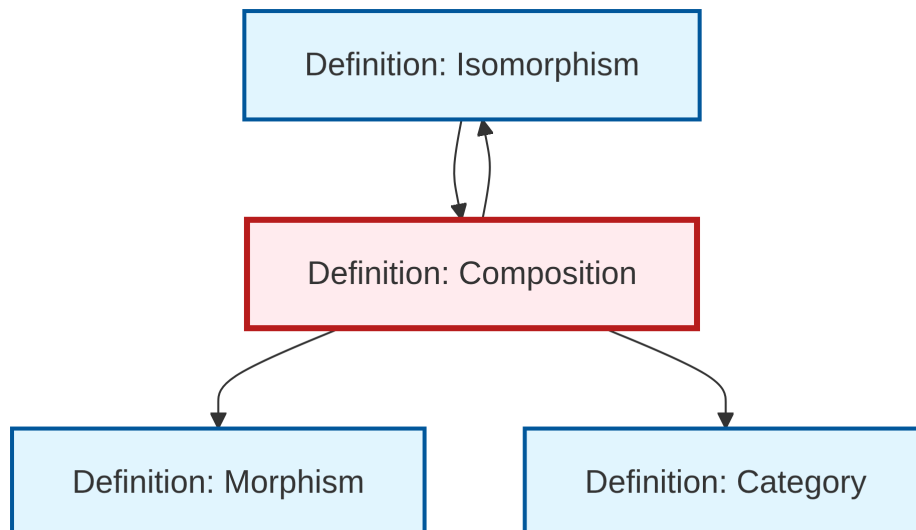 Definition: Isomorphism
Definition: Composition
Definition: Morphism
Definition: Category